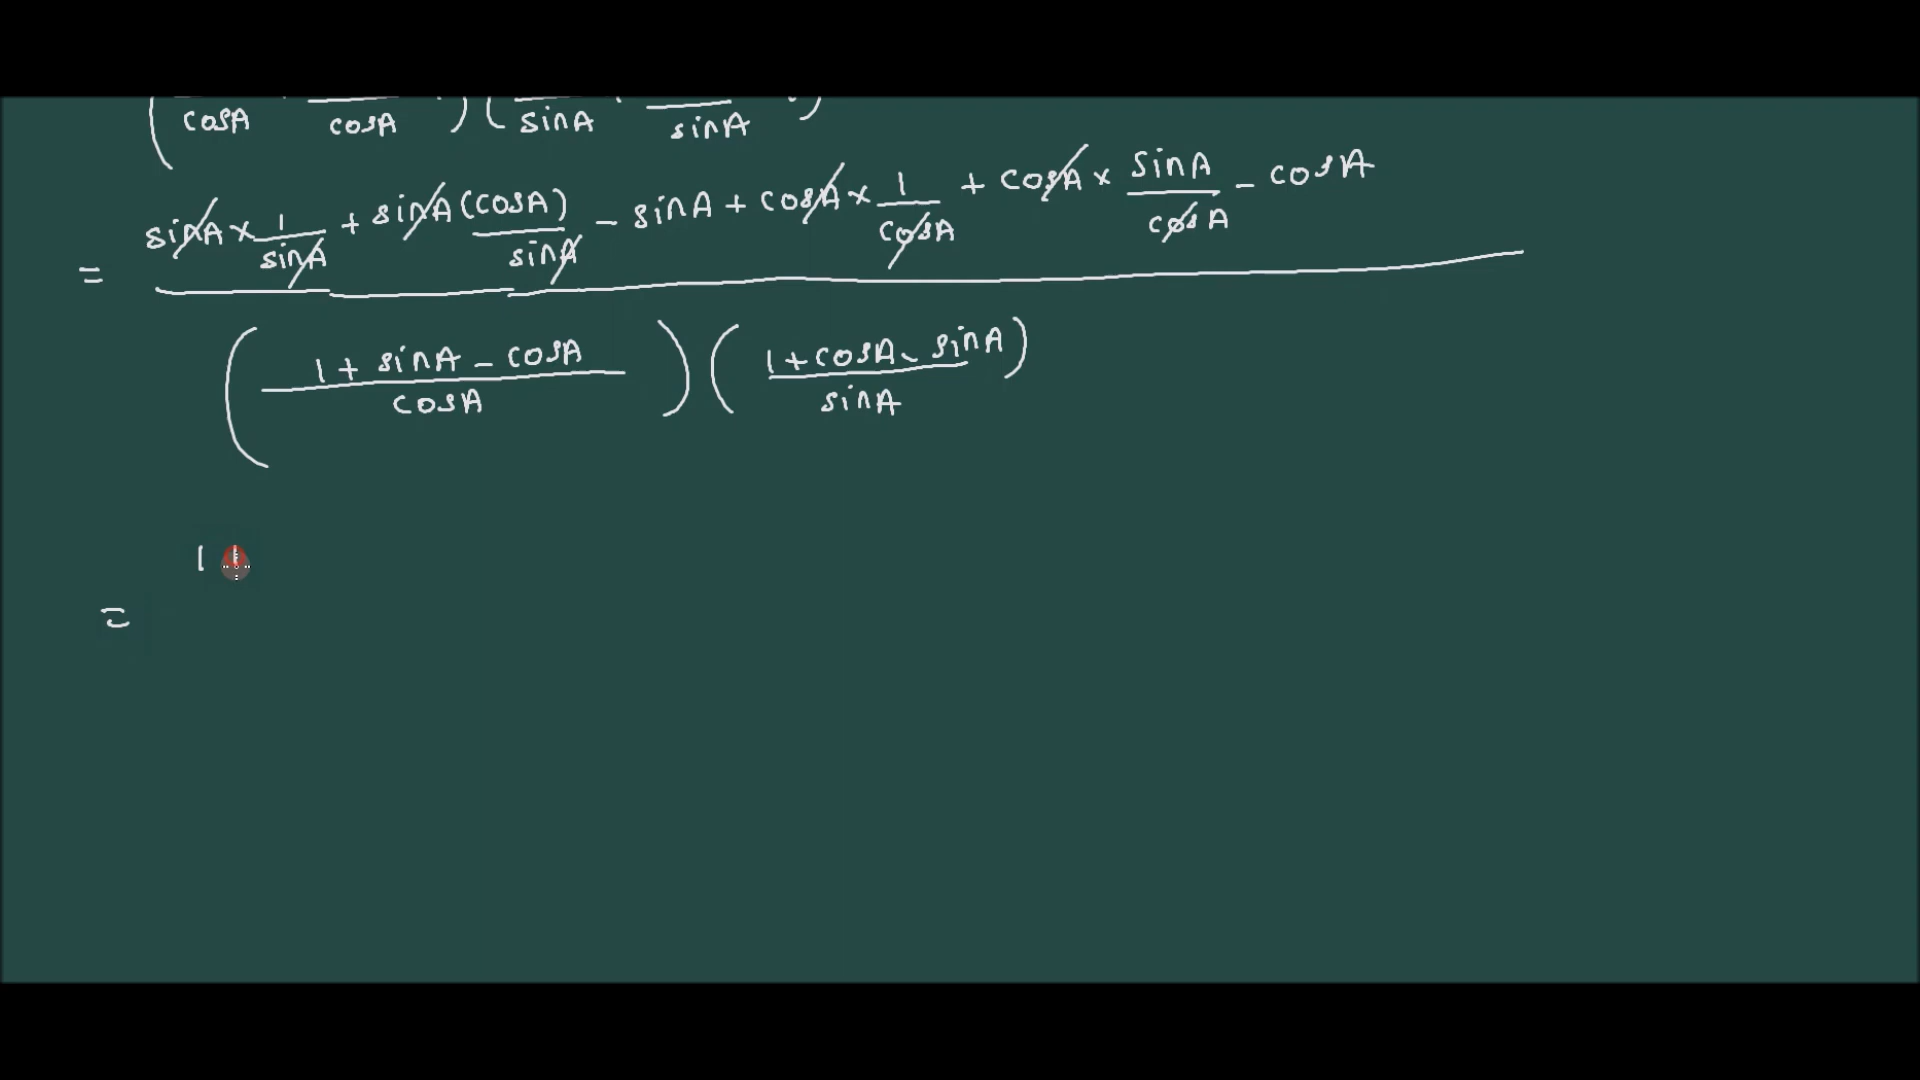 ( cosA cosA ) ( sinA sinA )
= sinA × 1/sinA + sinA (cosA)/sinA - sinA + cosA × 1/cosA + cosA × sinA/cosA - cosA
( 1 + sinA - cosA / cosA ) ( 1 + cosA - sinA / sinA )
1
=